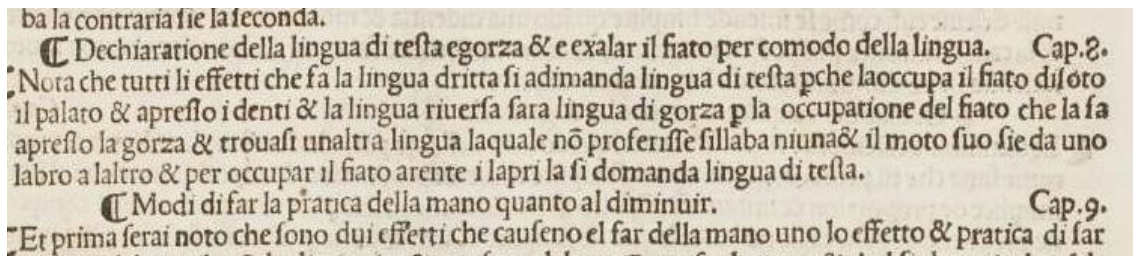 ba la contraria sie la seconda.
¶ Dechiaratione della lingua di testa egorza & e exalar il fiato per comodo della lingua. Cap.8.
Nota che tutti li effetti che fa la lingua dritta si adimanda lingua di testa pche laoccupa il fiato disoto
il palato & apresso i denti & la lingua riuersa sara lingua di gorza p la occupatione del fiato che la fa
apresso la gorza & trouasi unaltra lingua laquale nō proferisse sillaba niuna& il moto suo sie da uno
labro a laltro & per occupar il fiato arente i lapri la si domanda lingua di testa.
¶ Modi di far la pratica della mano quanto al diminuir. Cap.9.
Et prima serai noto che sono dui effetti che causeno el far della mano uno lo effetto & pratica di far